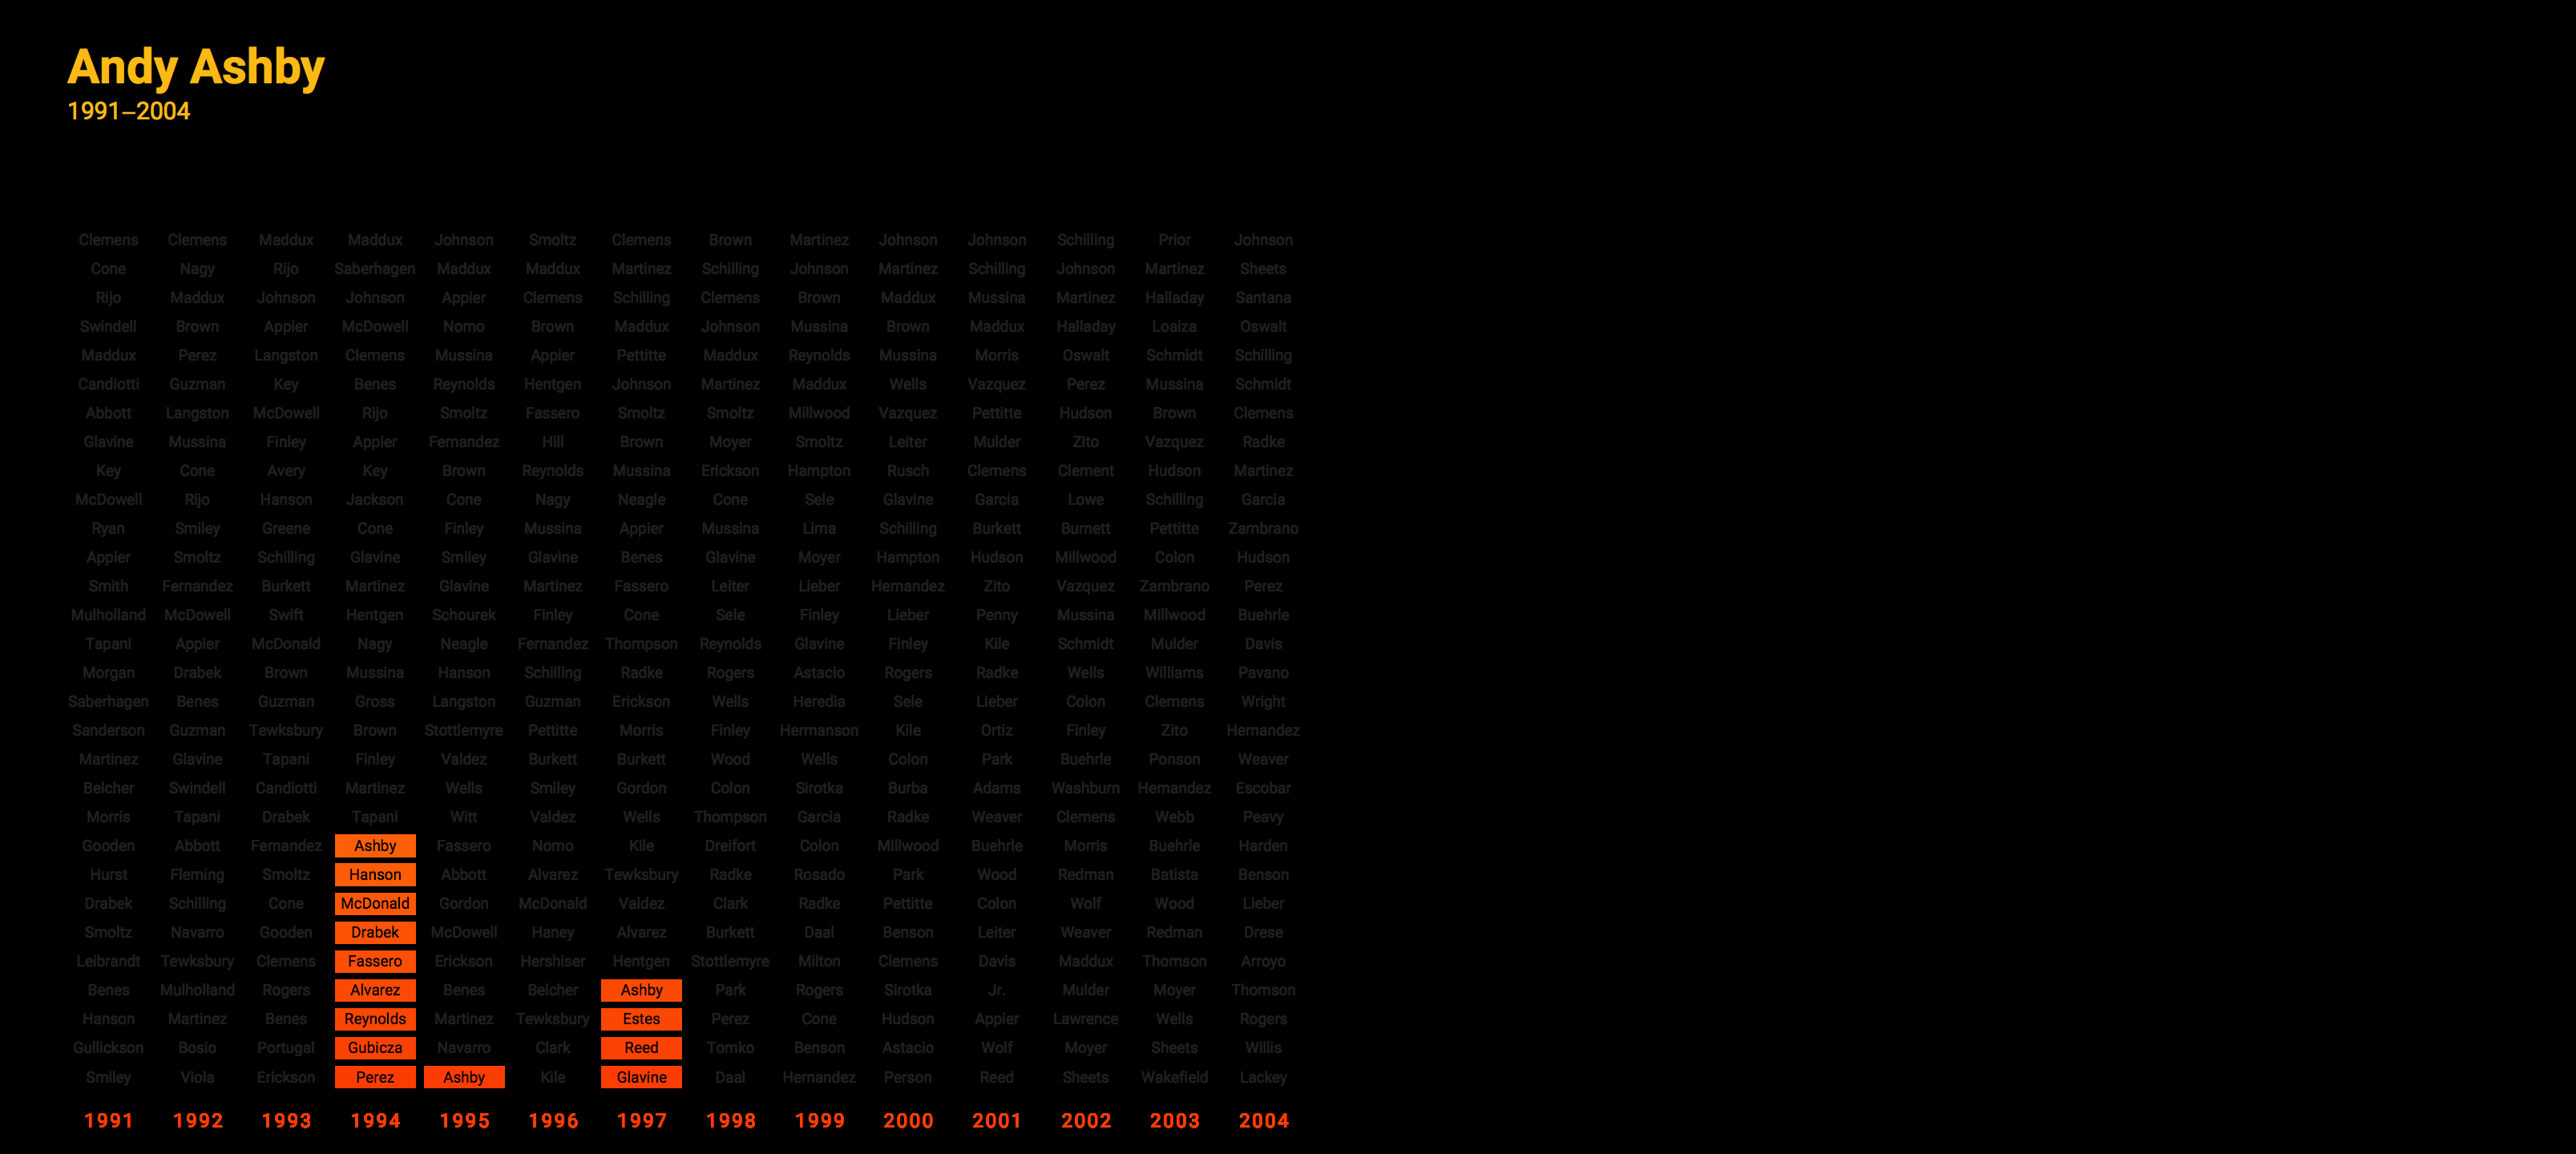 Andy Ashby
1991–2004
Clemens Clemens Maddux Maddux Johnson Smoltz Clemens Brown Martinez Johnson Johnson Schilling Prior Johnson
Cone Nagy Rijo Saberhagen Maddux Maddux Martinez Schilling Johnson Martinez Schilling Johnson Martinez Sheets
Rijo Maddux Johnson Johnson Appier Clemens Schilling Clemens Brown Maddux Mussina Martinez Halladay Santana
Swindell Brown Appier McDowell Nomo Brown Maddux Johnson Mussina Brown Maddux Halladay Loaiza Oswalt
Maddux Perez Langston Clemens Mussina Appier Pettitte Maddux Reynolds Mussina Morris Oswalt Schmidt Schilling
Candiotti Guzman Key Benes Reynolds Hentgen Johnson Martinez Maddux Wells Vazquez Perez Mussina Schmidt
Abbott Langston McDowell Rijo Smoltz Fassero Smoltz Smoltz Millwood Vazquez Pettitte Hudson Brown Clemens
Glavine Mussina Finley Appier Fernandez Hill Brown Moyer Smoltz Leiter Mulder Zito Vazquez Radke
Key Cone Avery Key Brown Reynolds Mussina Erickson Hampton Rusch Clemens Clement Hudson Martinez
McDowell Rijo Hanson Jackson Cone Nagy Neagle Cone Sele Glavine Garcia Lowe Schilling Garcia
Ryan Smiley Greene Cone Finley Mussina Appier Mussina Lima Schilling Burkett Burnett Pettitte Zambrano
Appier Smoltz Schilling Glavine Smiley Glavine Benes Glavine Moyer Hampton Hudson Millwood Colon Hudson
Smith Fernandez Burkett Martinez Glavine Martinez Fassero Leiter Lieber Hernandez Zito Vazquez Zambrano Perez
Mulholland McDowell Swift Hentgen Schourek Finley Cone Sele Finley Lieber Penny Mussina Millwood Buehrle
Tapani Appier McDonald Nagy Neagle Fernandez Thompson Reynolds Glavine Finley Kile Schmidt Mulder Davis
Morgan Drabek Brown Mussina Hanson Schilling Radke Rogers Astacio Rogers Radke Wells Williams Pavano
Saberhagen Benes Guzman Gross Langston Guzman Erickson Wells Heredia Sele Lieber Colon Clemens Wright
Sanderson Guzman Tewksbury Brown Stottlemyre Pettitte Morris Finley Hermanson Kile Ortiz Finley Zito Hernandez
Martinez Glavine Tapani Finley Valdez Burkett Burkett Wood Wells Colon Park Buehrle Ponson Weaver
Belcher Swindell Candiotti Martinez Wells Smiley Gordon Colon Sirotka Burba Adams Washburn Hernandez Escobar
Morris Tapani Drabek Tapani Witt Valdez Wells Thompson Garcia Radke Weaver Clemens Webb Peavy
Gooden Abbott Fernandez Ashby Fassero Nomo Kile Dreifort Colon Millwood Buehrle Morris Buehrle Harden
Hurst Fleming Smoltz Hanson Abbott Alvarez Tewksbury Radke Rosado Park Wood Redman Batista Benson
Drabek Schilling Cone McDonald Gordon McDonald Valdez Clark Radke Pettitte Colon Wolf Wood Lieber
Smoltz Navarro Gooden Drabek McDowell Haney Alvarez Burkett Daal Benson Leiter Weaver Redman Drese
Leibrandt Tewksbury Clemens Fassero Erickson Hershiser Hentgen Stottlemyre Milton Clemens Davis Maddux Thomson Arroyo
Benes Mulholland Rogers Alvarez Benes Belcher Ashby Park Rogers Sirotka Jr. Mulder Moyer Thomson
Hanson Martinez Benes Reynolds Martinez Tewksbury Estes Perez Cone Hudson Appier Lawrence Wells Rogers
Gullickson Bosio Portugal Gubicza Navarro Clark Reed Tomko Benson Astacio Wolf Moyer Sheets Willis
Smiley Viola Erickson Perez Ashby Kile Glavine Daal Hernandez Person Reed Sheets Wakefield Lackey
1991 1992 1993 1994 1995 1996 1997 1998 1999 2000 2001 2002 2003 2004